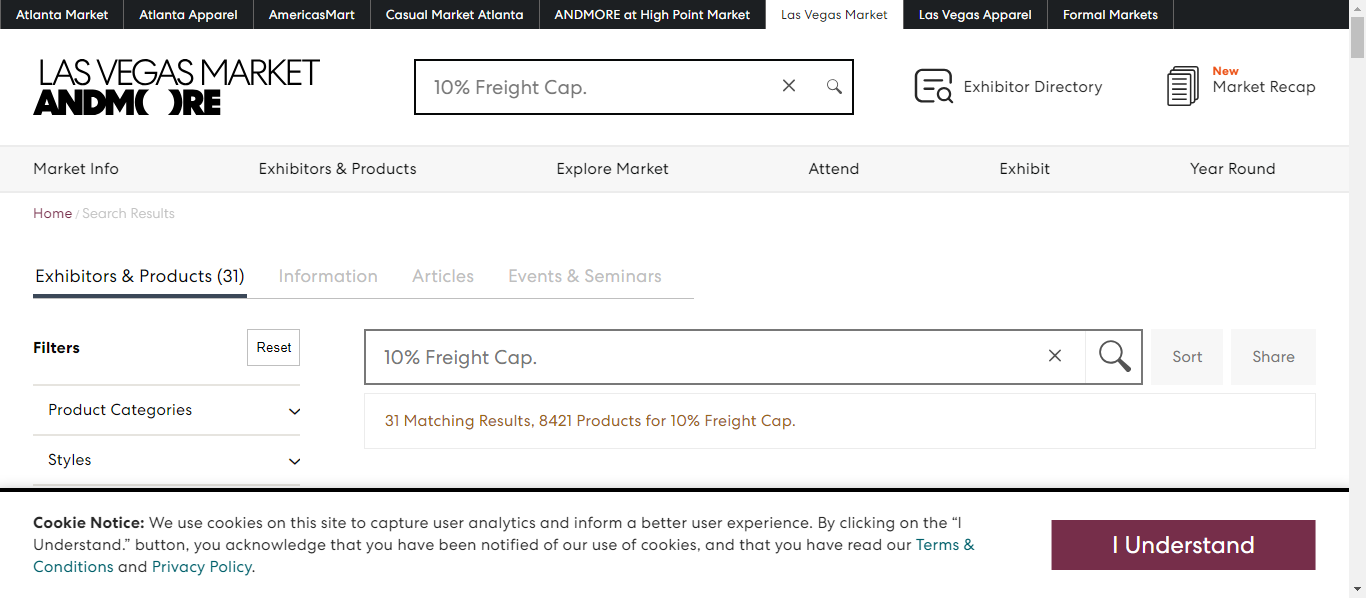 Atlanta Market Atlanta Apparel AmericasMart Casual Market Atlanta ANDMORE at High Point Market Las Vegas Market Las Vegas Apparel Formal Markets
LAS VEGAS MARKET
ANDM( )RE
10% Freight Cap.
Exhibitor Directory
New
Market Recap
Market Info Exhibitors & Products Explore Market Attend Exhibit Year Round
Home / Search Results
Exhibitors & Products (31) Information Articles Events & Seminars
Filters Reset
10% Freight Cap. Sort Share
Product Categories
31 Matching Results, 8421 Products for 10% Freight Cap.
Styles
Cookie Notice: We use cookies on this site to capture user analytics and inform a better user experience. By clicking on the “I
Understand.” button, you acknowledge that you have been notified of our use of cookies, and that you have read our Terms &
Conditions and Privacy Policy.
I Understand